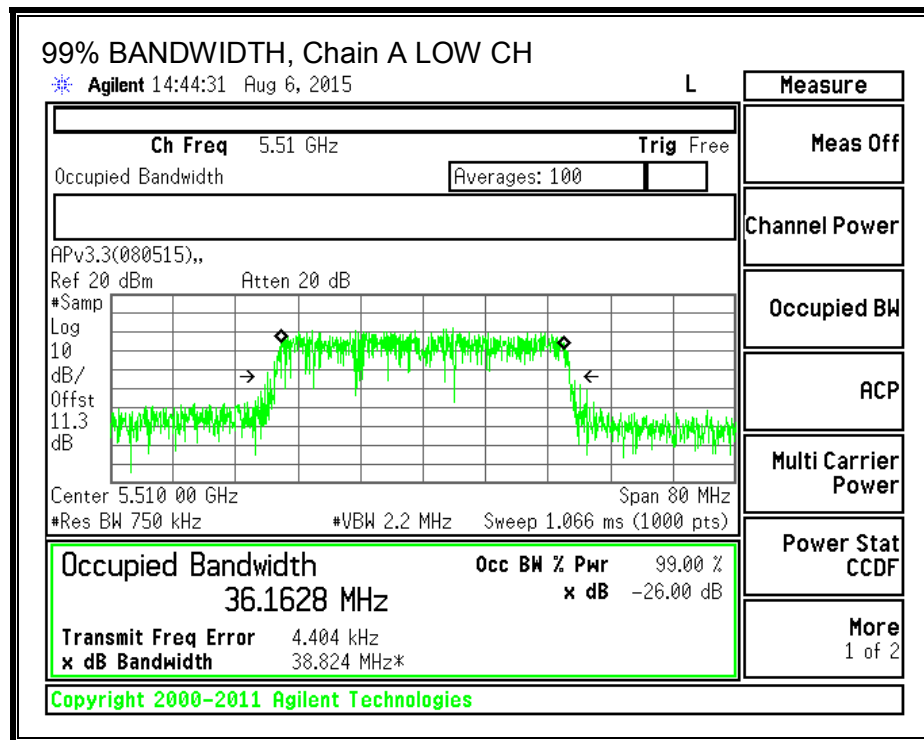 99% BANDWIDTH, Chain A LOW CH
Agilent 14:44:31 Aug 6, 2015 L
Measure
Ch Freq 5.51 GHz Trig Free
Occupied Bandwidth Averages: 100
APv3.3(080515),,
Ref 20 dBm Atten 20 dB
#Samp
Log
10
dB/
Offst
11.3
dB
Center 5.510 00 GHz Span 80 MHz
#Res BW 750 kHz #VBW 2.2 MHz Sweep 1.066 ms (1000 pts)
Occupied Bandwidth Occ BW % Pwr 99.00 %
36.1628 MHz x dB -26.00 dB
Transmit Freq Error 4.404 kHz
x dB Bandwidth 38.824 MHz*
Meas Off
Channel Power
Occupied BW
ACP
Multi Carrier
Power
Power Stat
CCDF
More
1 of 2
Copyright 2000-2011 Agilent Technologies